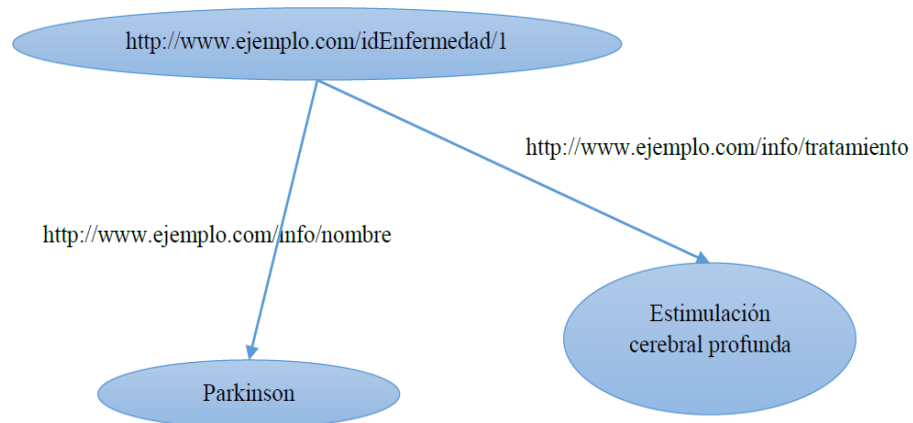 http://www.ejemplo.com/idEnfermedad/1
http://www.ejemplo.com/info/tratamiento
http://www.ejemplo.com/info/nombre
Estimulación
cerebral profunda
Parkinson